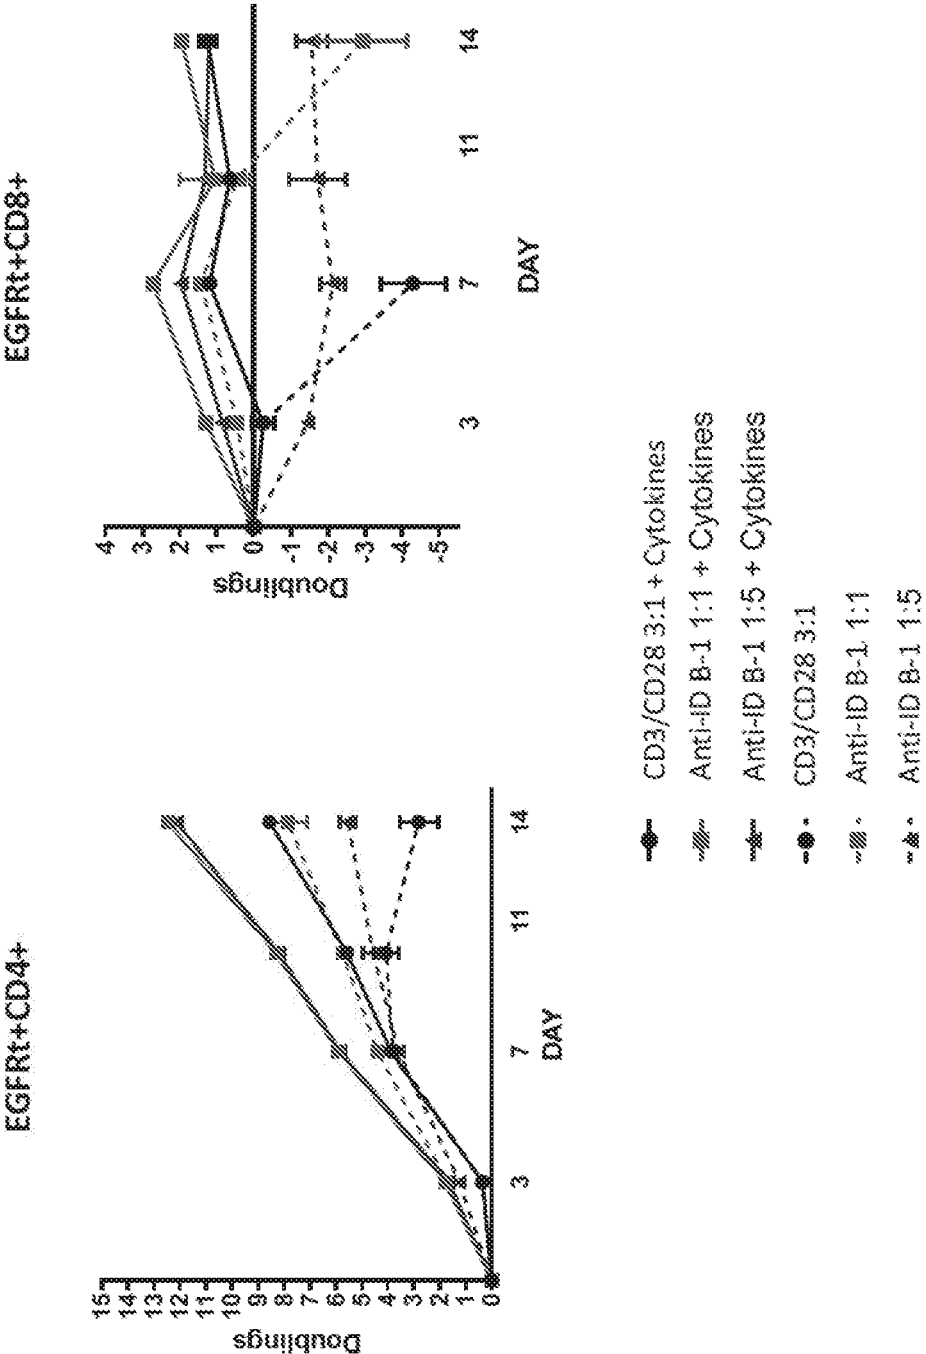 EGFRt+CD4+
Doublings
15
14
13
12
11
10
9
8
7
6
5
4
3
2
1
0
3
7
11
14
DAY
EGFRt+CD8+
Doublings
4
3
2
1
0
-1
-2
-3
-4
-5
3
7
11
14
DAY
CD3/CD28 3:1 + Cytokines
Anti-ID B-1 1:1 + Cytokines
Anti-ID B-1 1:5 + Cytokines
CD3/CD28 3:1
Anti-ID B-1 1:1
Anti-ID B-1 1:5